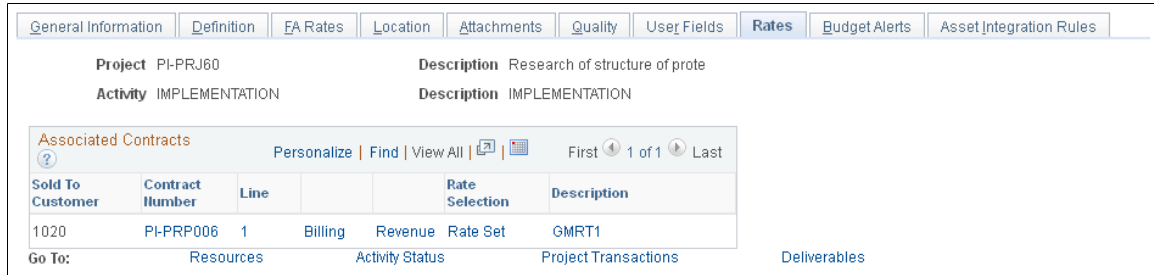 General Information Definition FA Rates Location Attachments Quality User Fields Rates Budget Alerts Asset Integration Rules
Project PI-PRJ60 Description Research of structure of prote
Activity IMPLEMENTATION Description IMPLEMENTATION
Associated Contracts
? Personalize | Find | View All | | First 1 of 1 Last
Sold To Customer Contract Number Line Rate Selection Description
1020 PI-PRP006 1 Billing Revenue Rate Set GMRT1
Go To: Resources Activity Status Project Transactions Deliverables